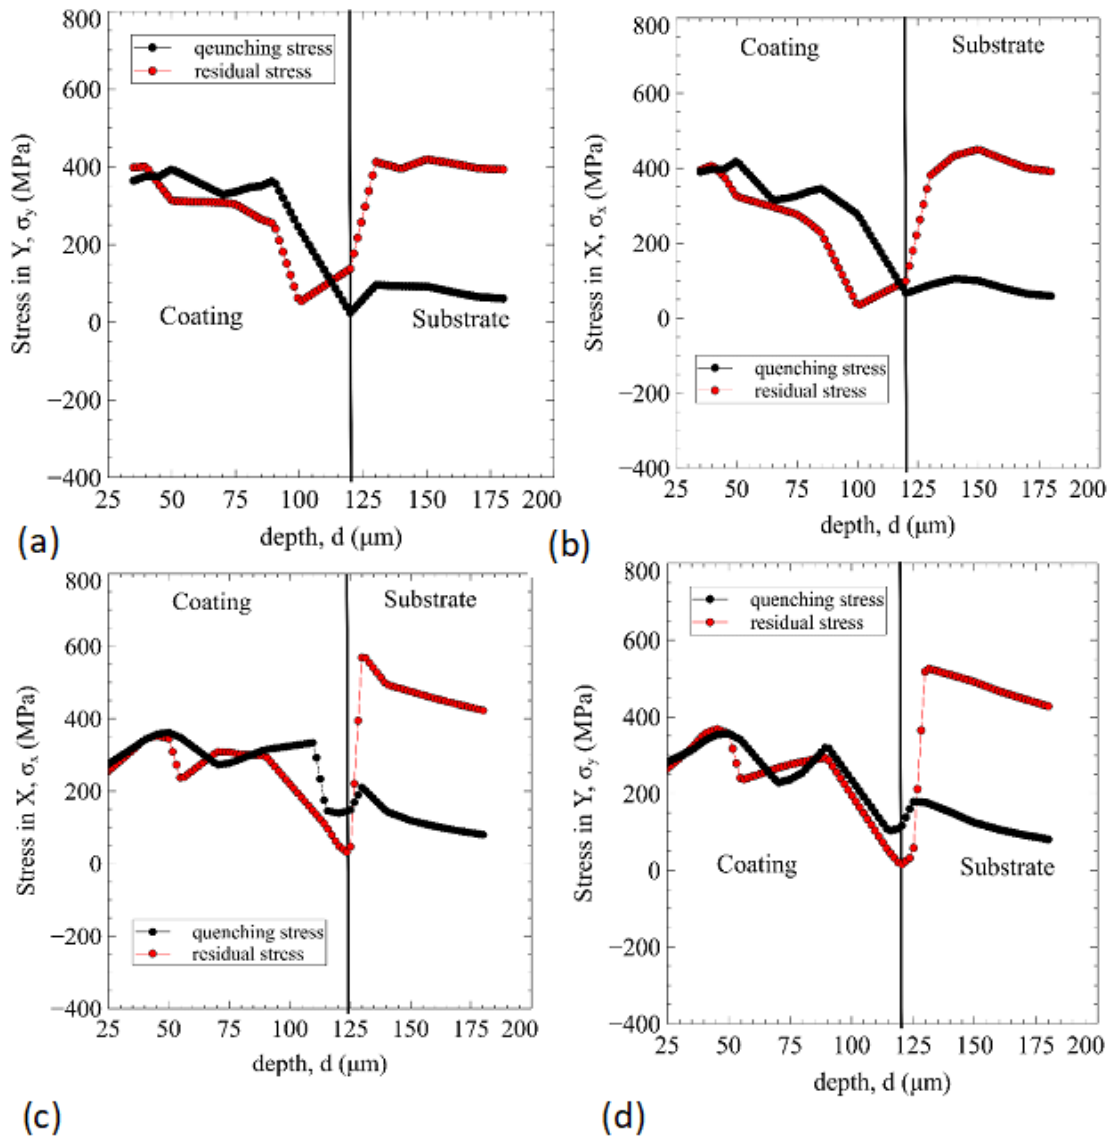 800
600
400
200
0
−200
−400
Stress in Y, σy (MPa)
qeunching stress
residual stress
Coating
Substrate
25 50 75 100 125 150 175 200
depth, d (μm)
(a)
800
600
400
200
0
−200
−400
Stress in X, σx (MPa)
Coating
Substrate
quenching stress
residual stress
25 50 75 100 125 150 175 200
depth, d (μm)
(b)
800
600
400
200
0
−200
−400
Stress in X, σx (MPa)
Coating
Substrate
quenching stress
residual stress
25 50 75 100 125 150 175 200
depth, d (μm)
(c)
800
600
400
200
0
−200
−400
Stress in Y, σy (MPa)
quenching stress
residual stress
Coating
Substrate
25 50 75 100 125 150 175 200
depth, d (μm)
(d)